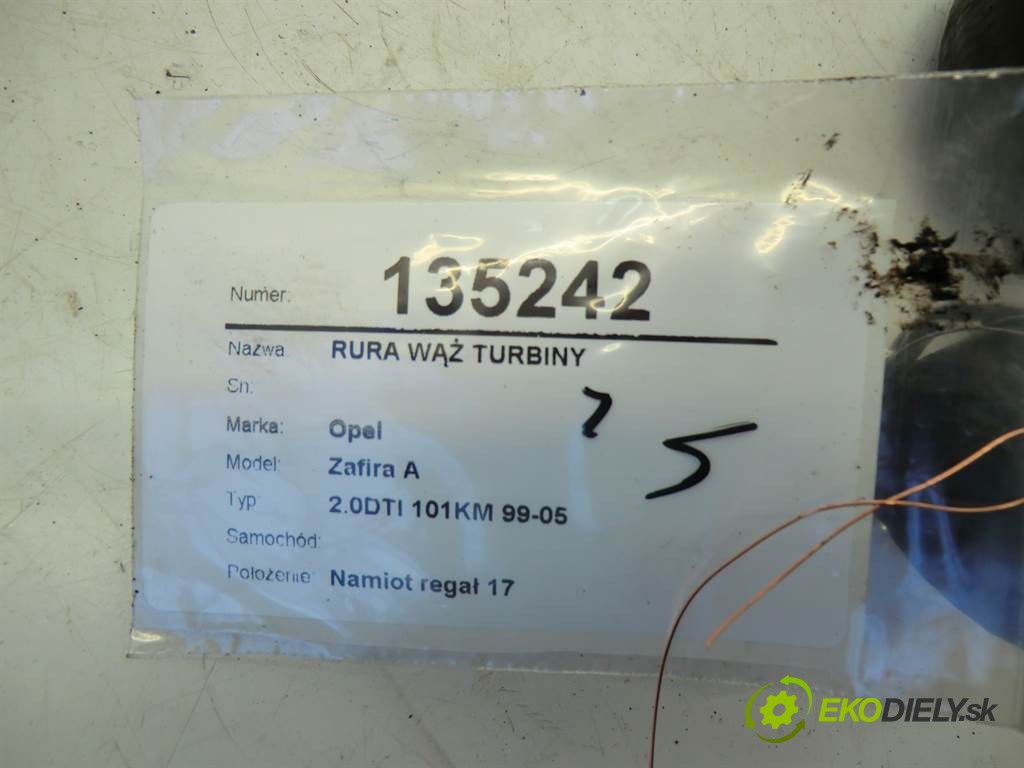 Numer: 135242
Nazwa RURA WĄŻ TURBINY
Sn:
Marka: Opel
Model: Zafira A
Typ 2.0DTI 101KM 99-05
Samochód:
Położenie: Namiot regał 17
5
EKODIELY.sk